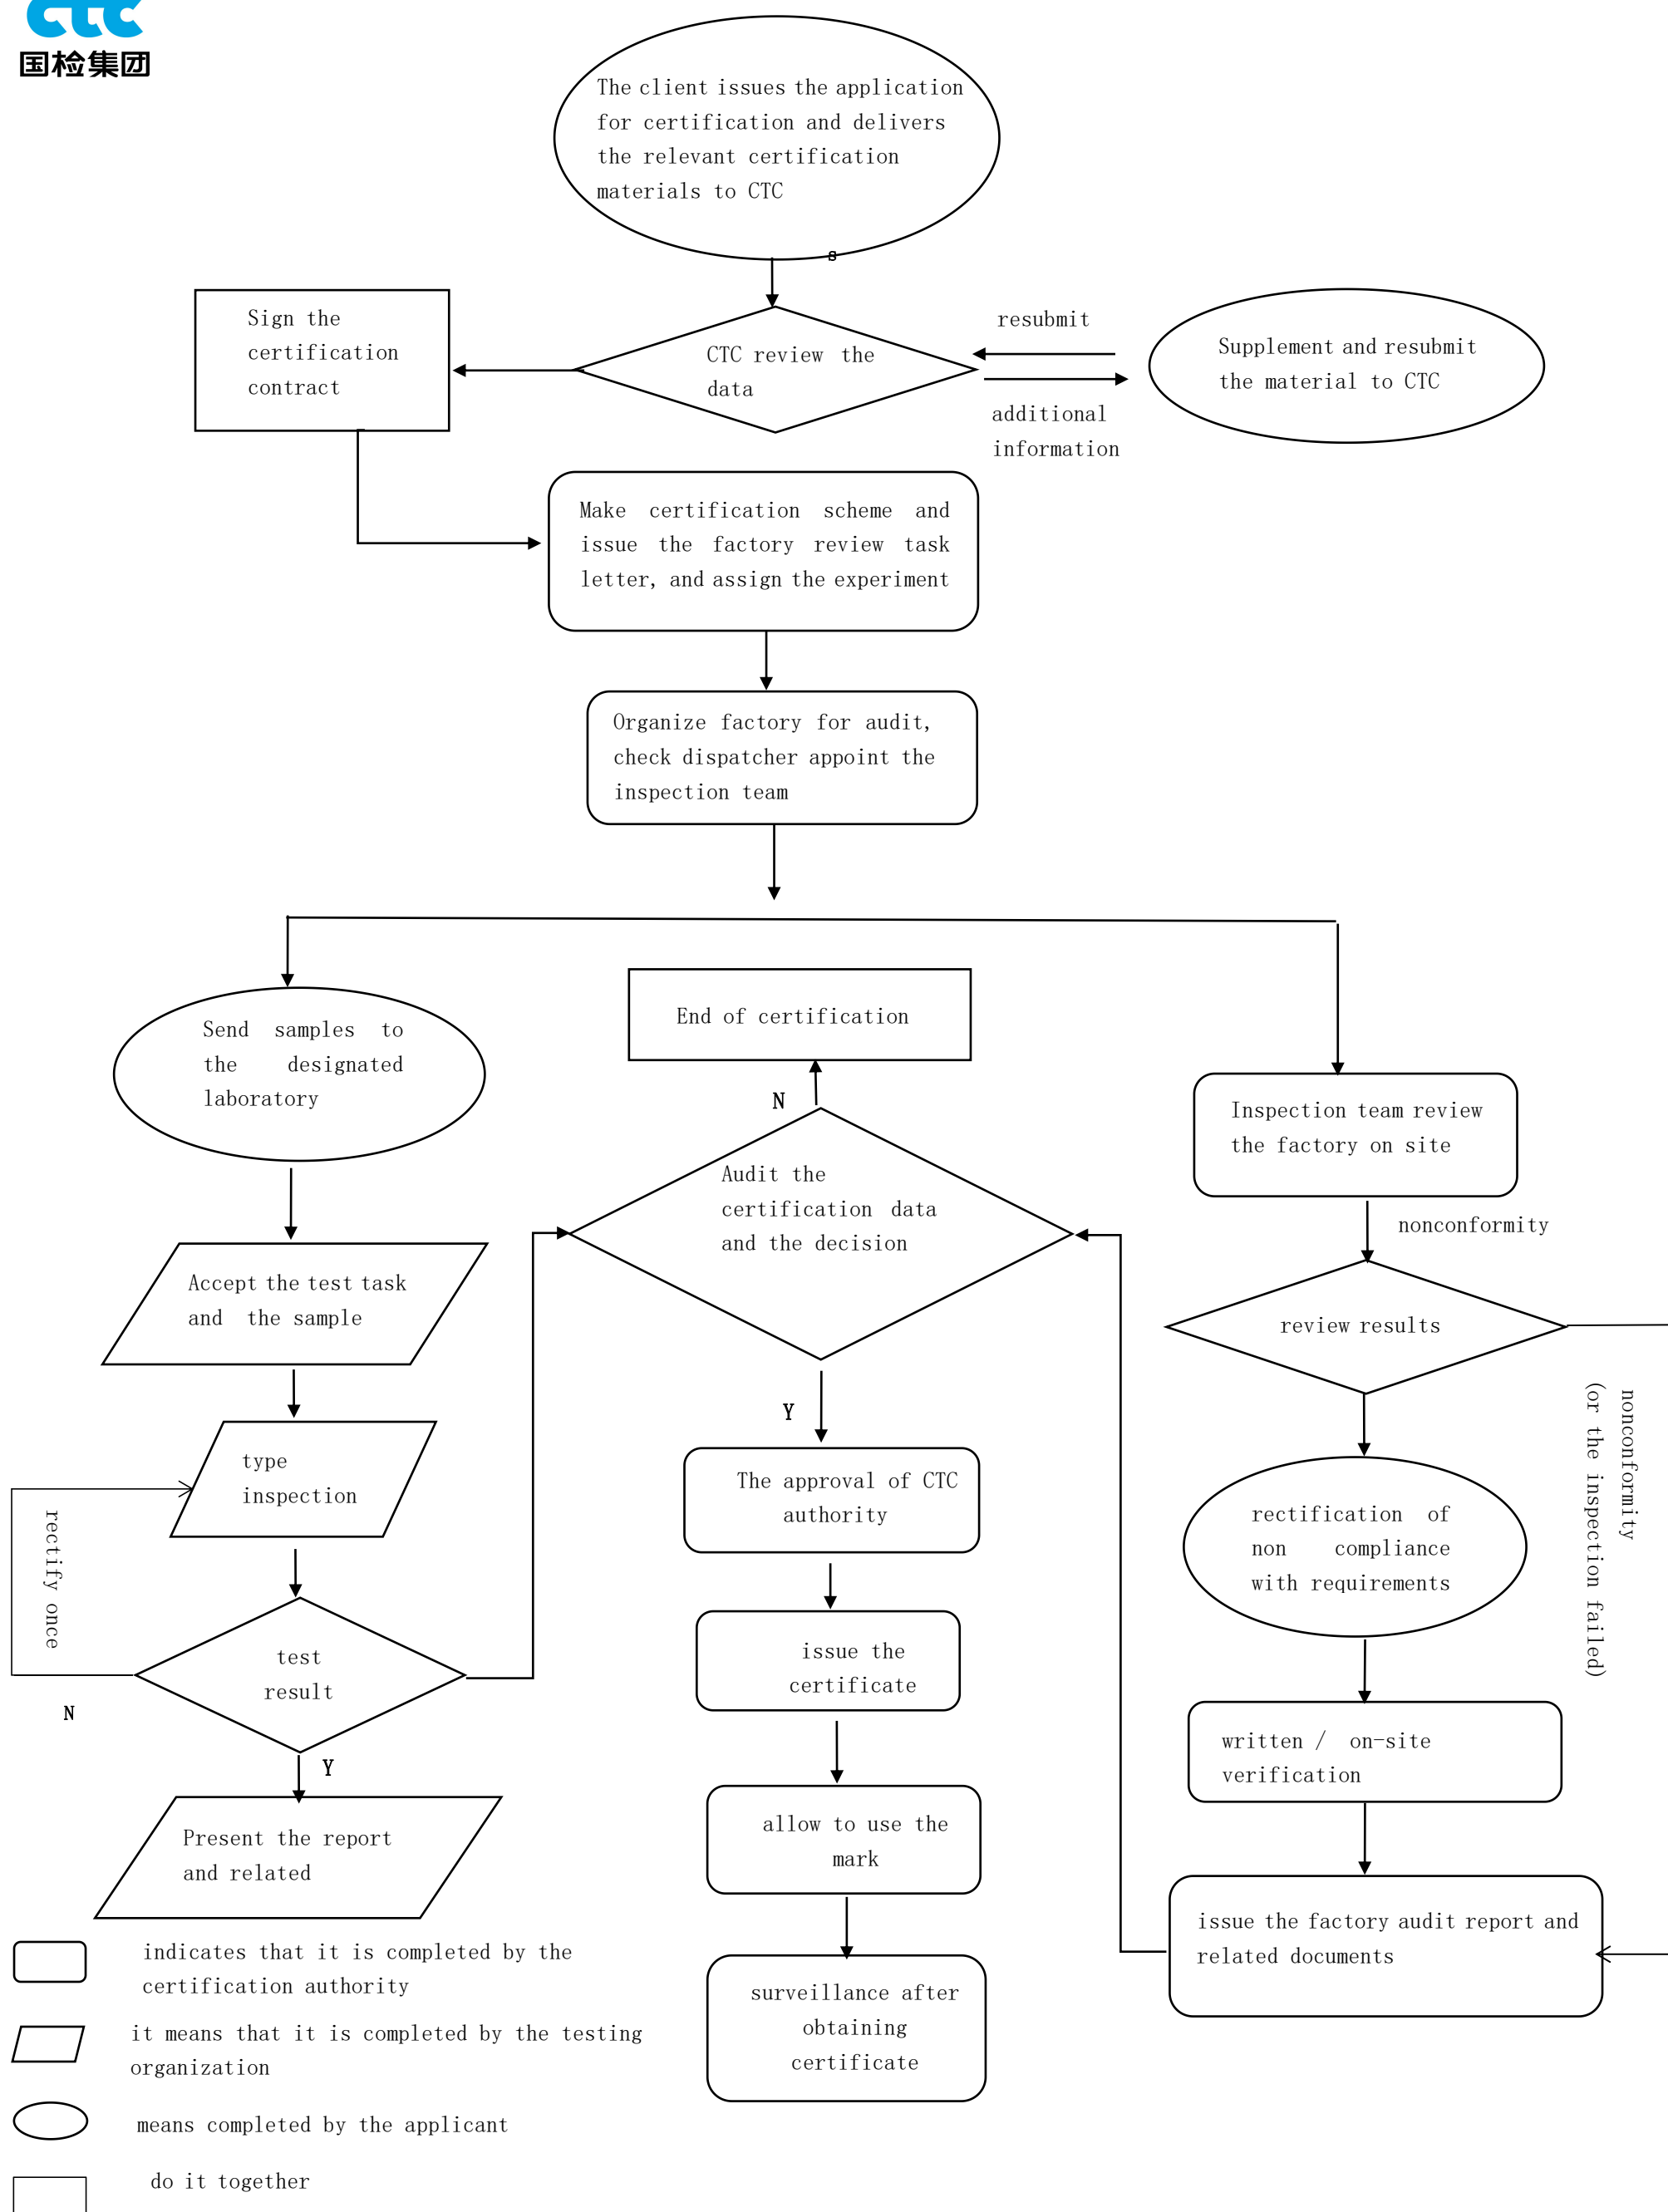 ctc
国检集团
The client issues the application
for certification and delivers
the relevant certification
materials to CTC
s
Sign the
certification
contract
CTC review the
data
resubmit
additional
information
Supplement and resubmit
the material to CTC
Make certification scheme and
issue the factory review task
letter, and assign the experiment
Organize factory for audit,
check dispatcher appoint the
inspection team
Send samples to
the designated
laboratory
End of certification
N
Inspection team review
the factory on site
nonconformity
Audit the
certification data
and the decision
Accept the test task
and the sample
review results
nonconformity
(or the inspection failed)
Y
type
inspection
rectify once
The approval of CTC
authority
rectification of
non compliance
with requirements
test
result
N
Y
issue the
certificate
written / on-site
verification
Present the report
and related
allow to use the
mark
issue the factory audit report and
related documents
surveillance after
obtaining
certificate
indicates that it is completed by the
certification authority
it means that it is completed by the testing
organization
means completed by the applicant
do it together